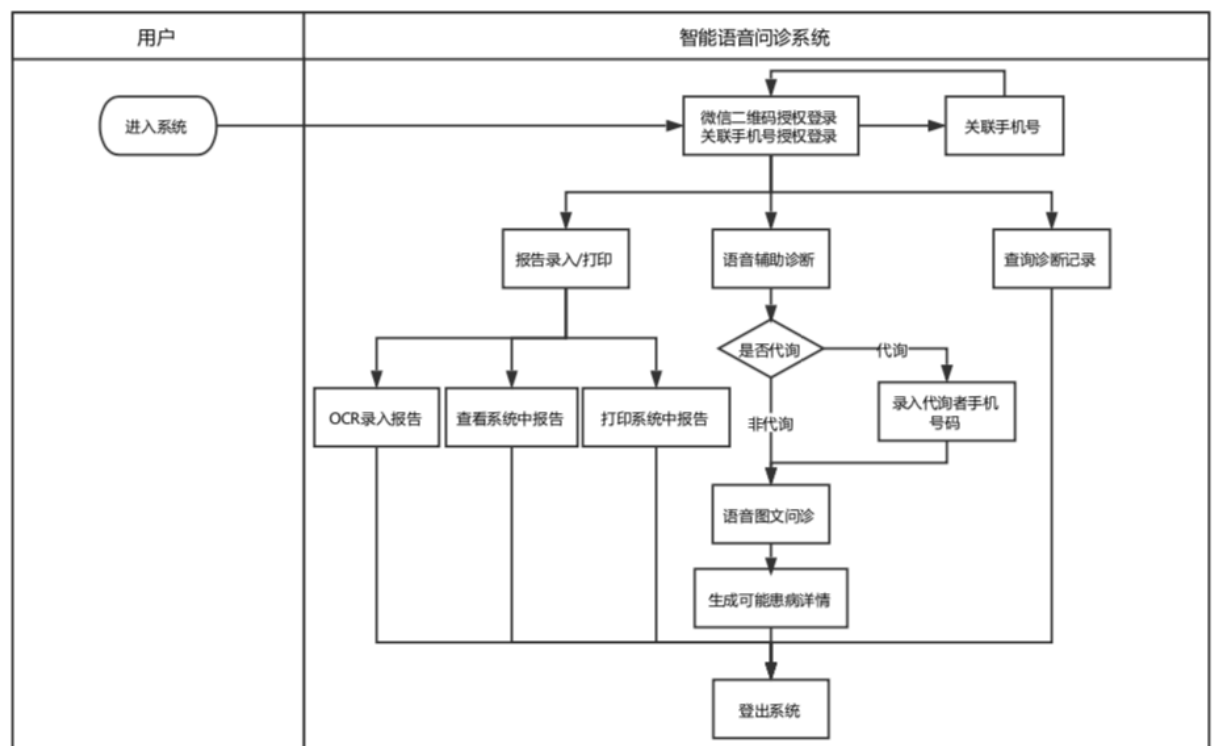 用户
智能语音问诊系统
进入系统
微信二维码授权登录
关联手机号授权登录
关联手机号
报告录入/打印
语音辅助诊断
查询诊断记录
是否代询
代询
录入代询者手机
号码
OCR录入报告
查看系统中报告
打印系统中报告
非代询
语音图文问诊
生成可能患病详情
登出系统